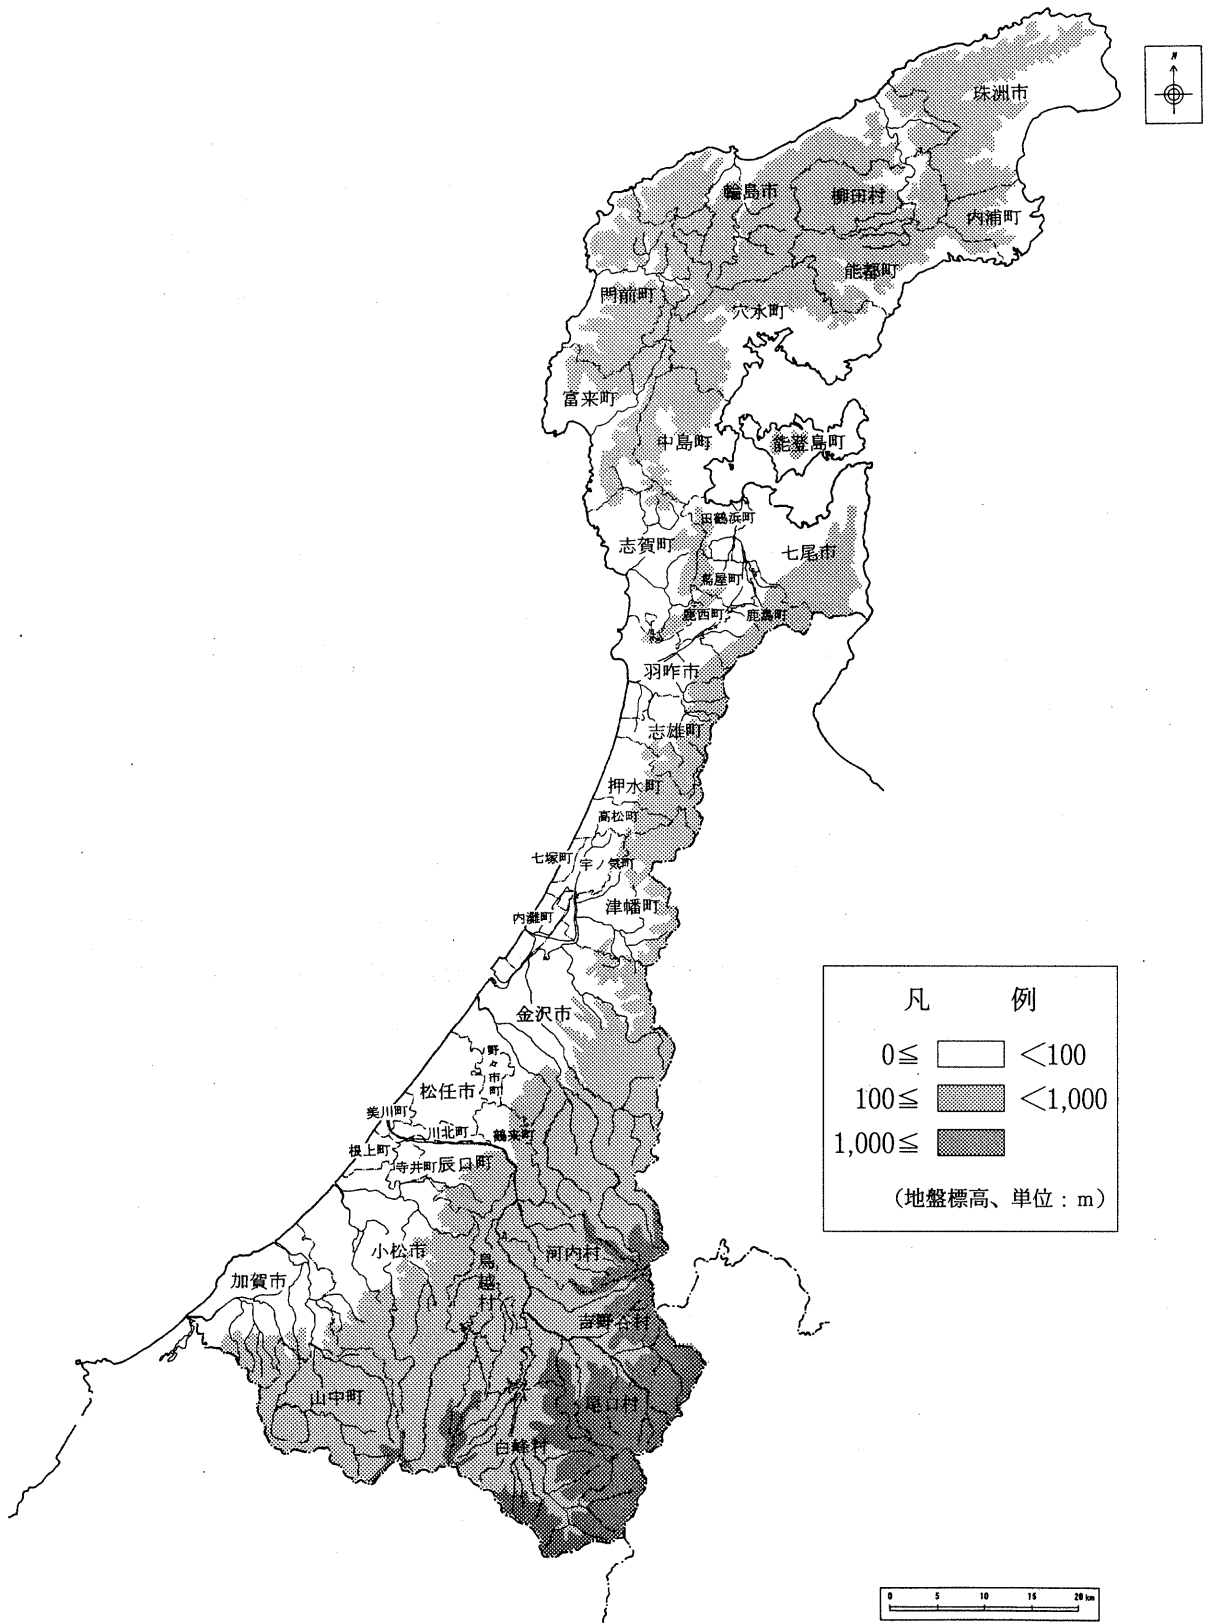 N
珠洲市
輪島市
柳田村
内浦町
能都町
門前町
穴水町
富来町
中島町
能登島町
田鶴浜町
志賀町
七尾市
鳥屋町
鹿西町
鹿島町
羽咋市
志雄町
押水町
高松町
七塚町
宇ノ気町
津幡町
内灘町
金沢市
野々市町
松任市
美川町
川北町
鶴来町
根上町
寺井町
辰口町
小松市
鳥越村
河内村
加賀市
吉野谷村
山中町
尾口村
白峰村
凡 例
0≦ <100
100≦ <1,000
1,000≦
(地盤標高、単位：m)
0 5 10 15 20 km